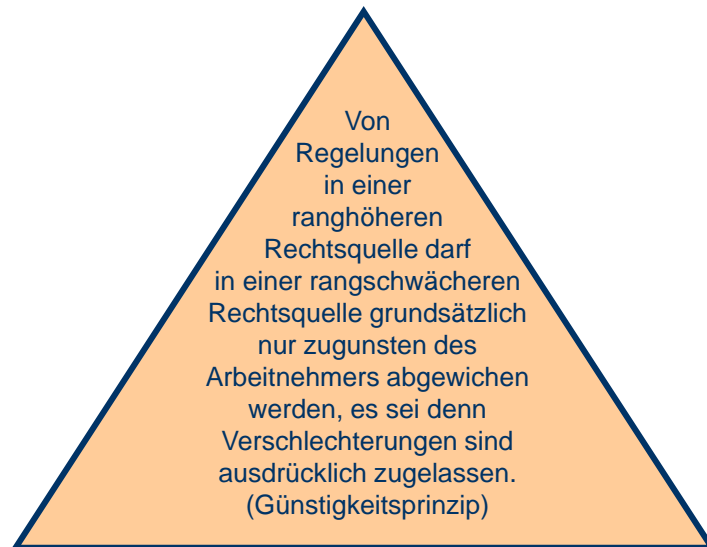 Von
Regelungen
in einer
ranghöheren
Rechtsquelle darf
in einer rangschwächeren
Rechtsquelle grundsätzlich
nur zugunsten des
Arbeitnehmers abgewichen
werden, es sei denn
Verschlechterungen sind
ausdrücklich zugelassen.
(Günstigkeitsprinzip)